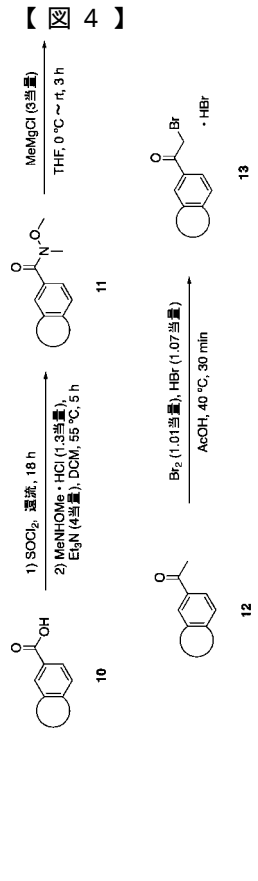 【図４】
1) SOCl₂, 還流, 18 h
2) MeNHOMe・HCl (1.3当量),
Et₃N (4当量), DCM, 55 °C, 5 h
MeMgCl (3当量)
THF, 0 °C ~ rt, 3 h
O
OH
10
O
N
O
11
O
12
Br₂ (1.01当量), HBr (1.07当量)
AcOH, 40 °C, 30 min
O
Br
・HBr
13